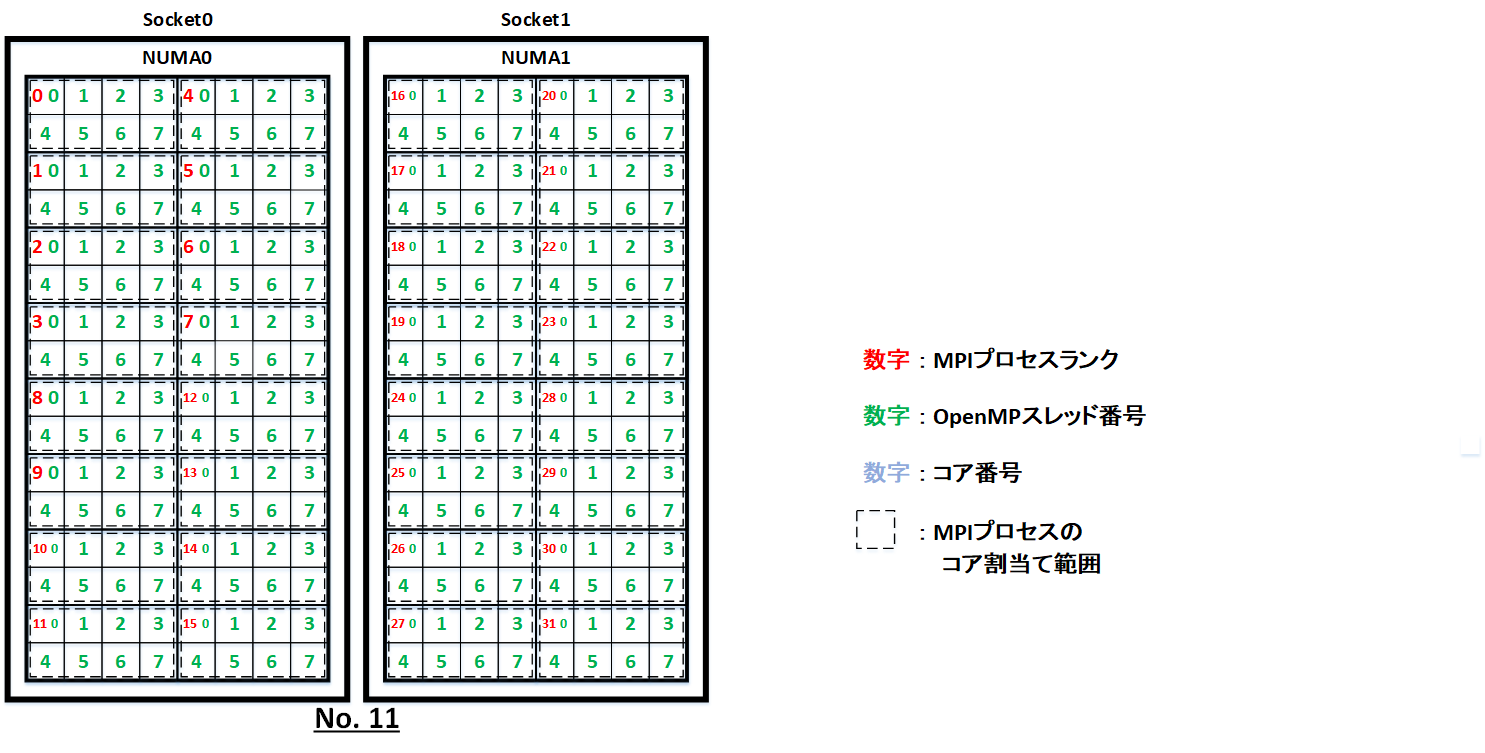 Socket0 Socket1
NUMA0 NUMA1
0 0 1 2 3 4 0 1 2 3 16 0 1 2 3 20 0 1 2 3
4 5 6 7 4 5 6 7 4 5 6 7 4 5 6 7
1 0 1 2 3 5 0 1 2 3 17 0 1 2 3 21 0 1 2 3
4 5 6 7 4 5 6 7 4 5 6 7 4 5 6 7
2 0 1 2 3 6 0 1 2 3 18 0 1 2 3 22 0 1 2 3
4 5 6 7 4 5 6 7 4 5 6 7 4 5 6 7
3 0 1 2 3 7 0 1 2 3 19 0 1 2 3 23 0 1 2 3
4 5 6 7 4 5 6 7 4 5 6 7 4 5 6 7
8 0 1 2 3 12 0 1 2 3 24 0 1 2 3 28 0 1 2 3
4 5 6 7 4 5 6 7 4 5 6 7 4 5 6 7
9 0 1 2 3 13 0 1 2 3 25 0 1 2 3 29 0 1 2 3
4 5 6 7 4 5 6 7 4 5 6 7 4 5 6 7
10 0 1 2 3 14 0 1 2 3 26 0 1 2 3 30 0 1 2 3
4 5 6 7 4 5 6 7 4 5 6 7 4 5 6 7
11 0 1 2 3 15 0 1 2 3 27 0 1 2 3 31 0 1 2 3
4 5 6 7 4 5 6 7 4 5 6 7 4 5 6 7
No. 11
数字 : MPIプロセスランク
数字 : OpenMPスレッド番号
数字 : コア番号
: MPIプロセスの
コア割当て範囲